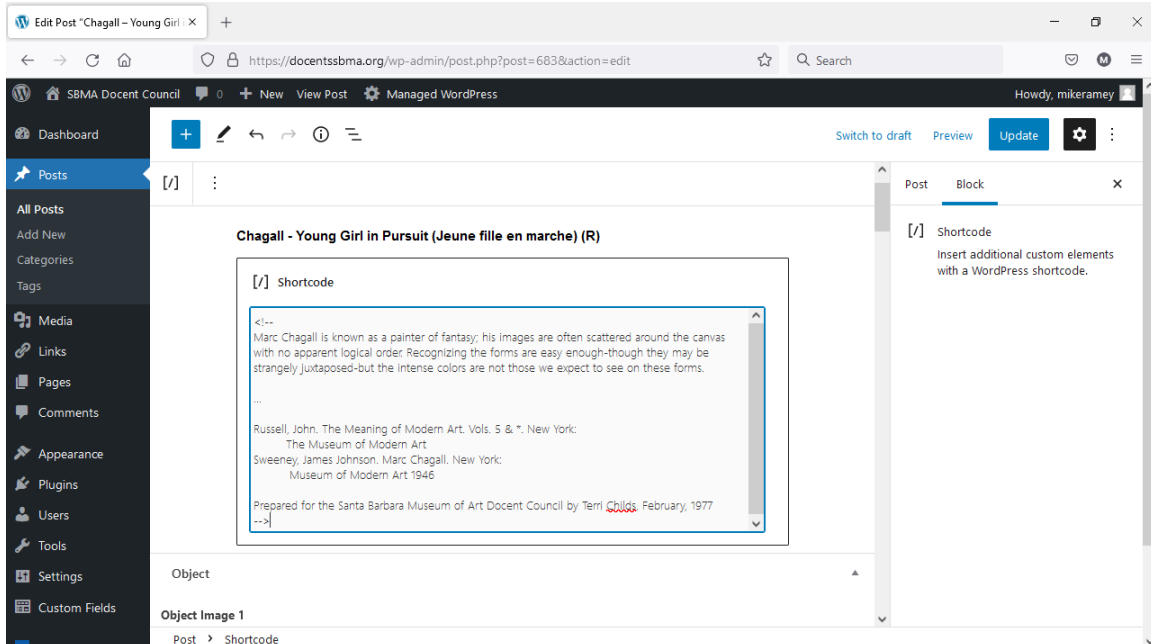 Edit Post "Chagall – Young Girl i
https://docentssbma.org/wp-admin/post.php?post=683&action=edit
Search
M
SBMA Docent Council
0
New
View Post
Managed WordPress
Howdy, mikeramey
Dashboard
Switch to draft
Preview
Update
Posts
[/]
Post
Block
All Posts
Add New
Categories
Tags
Media
Links
Pages
Comments
Appearance
Plugins
Users
Tools
Settings
Custom Fields
Chagall - Young Girl in Pursuit (Jeune fille en marche) (R)
[/] Shortcode
<!--
Marc Chagall is known as a painter of fantasy; his images are often scattered around the canvas
with no apparent logical order. Recognizing the forms are easy enough-though they may be
strangely juxtaposed-but the intense colors are not those we expect to see on these forms.
...
Russell, John. The Meaning of Modern Art. Vols. 5 & *. New York:
The Museum of Modern Art
Sweeney, James Johnson. Marc Chagall. New York:
Museum of Modern Art 1946
Prepared for the Santa Barbara Museum of Art Docent Council by Terri Childs, February, 1977
-->
[/] Shortcode
Insert additional custom elements
with a WordPress shortcode.
Object
Object Image 1
Post > Shortcode